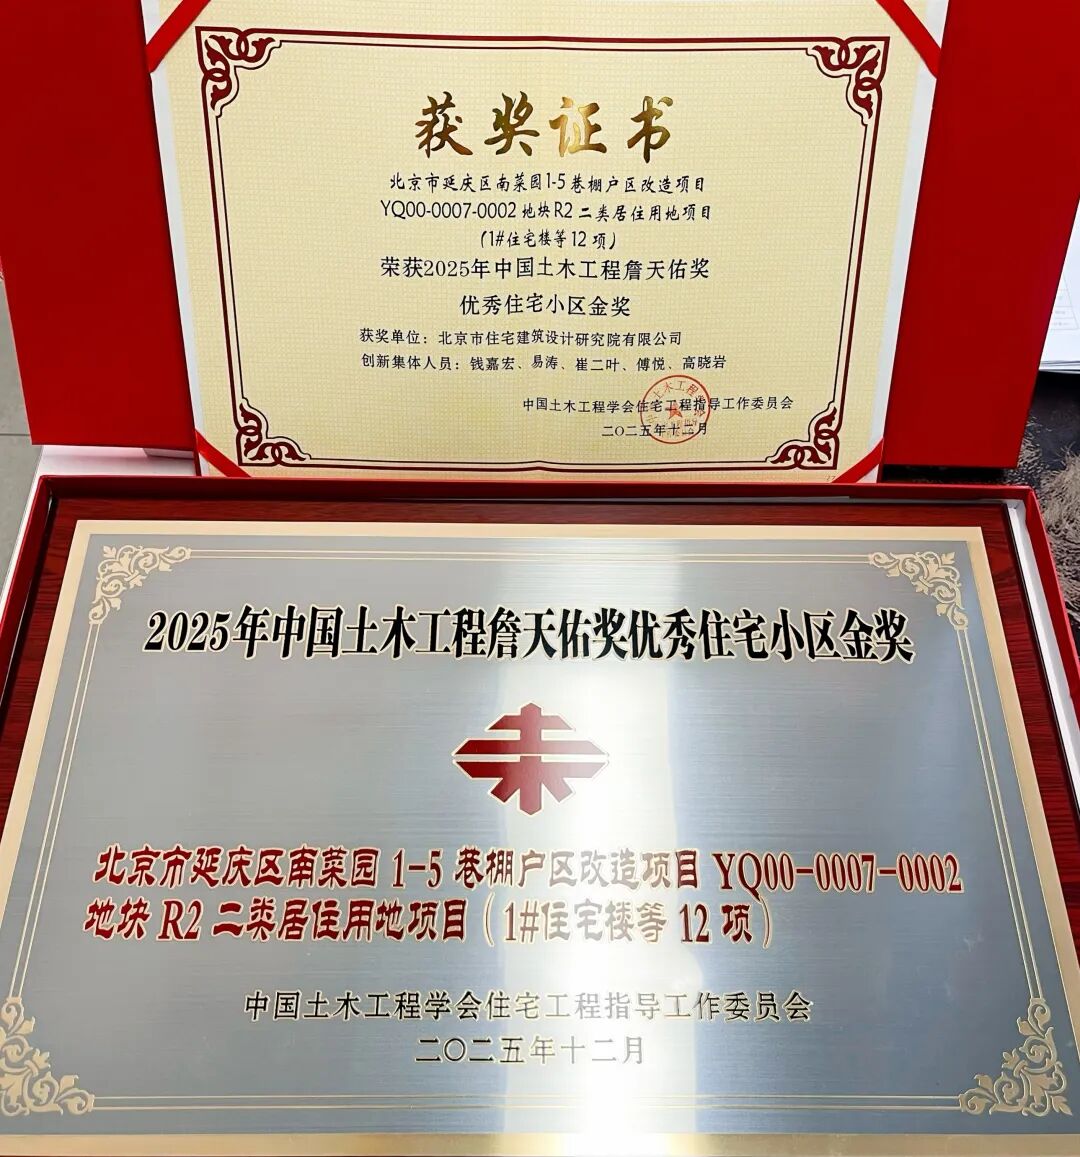 获奖证书
北京市延庆区南菜园1-5巷棚户区改造项目
YQ00-0007-0002地块R2二类居住用地项目
(1#住宅楼等12项)
荣获2025年中国土木工程詹天佑奖
优秀住宅小区金奖
获奖单位：北京市住宅建筑设计研究院有限公司
创新集体人员：钱嘉宏、易涛、崔二叶、傅悦、高晓岩
中国土木工程学会住宅工程指导工作委员会
二〇二五年十二月
2025年中国土木工程詹天佑奖优秀住宅小区金奖
北京市延庆区南菜园1-5巷棚户区改造项目YQ00-0007-0002
地块R2二类居住用地项目(1#住宅楼等12项)
中国土木工程学会住宅工程指导工作委员会
二〇二五年十二月